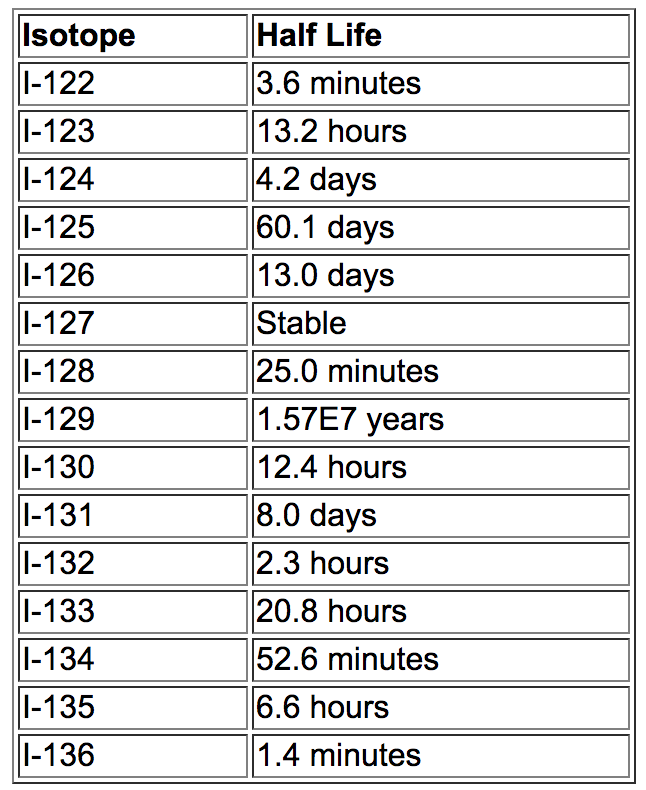 Isotope Half Life
I-122 3.6 minutes
I-123 13.2 hours
I-124 4.2 days
I-125 60.1 days
I-126 13.0 days
I-127 Stable
I-128 25.0 minutes
I-129 1.57E7 years
I-130 12.4 hours
I-131 8.0 days
I-132 2.3 hours
I-133 20.8 hours
I-134 52.6 minutes
I-135 6.6 hours
I-136 1.4 minutes